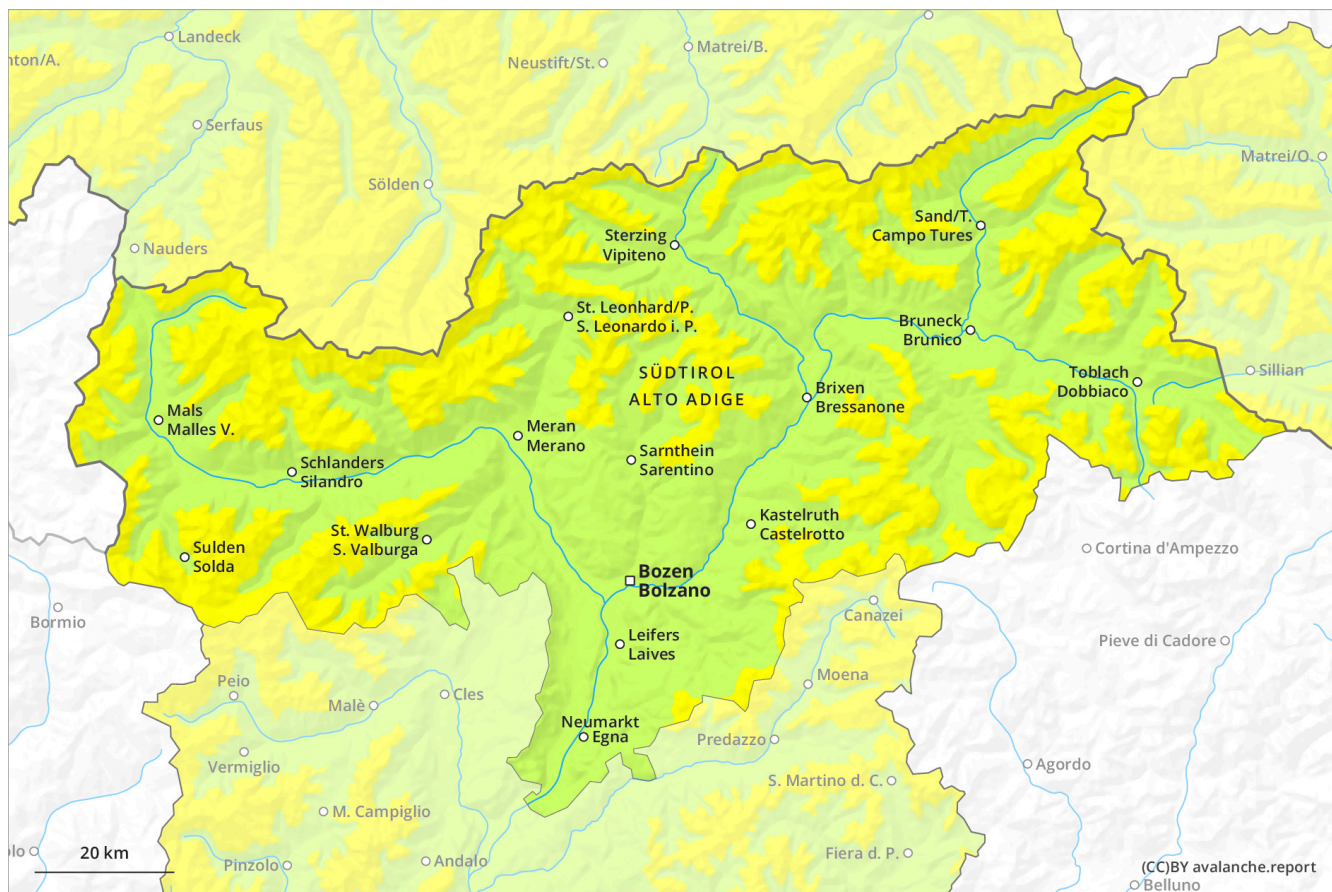 Landeck
nton/A.
Matrei/B.
Neustift/St.
Serfaus
Sölden
Matrei/O.
Nauders
Sand/T.
Campo Tures
Sterzing
Vipiteno
St. Leonhard/P.
S. Leonardo i. P.
Bruneck
Brunico
SÜDTIROL
ALTO ADIGE
Toblach
Dobbiaco
Sillian
Brixen
Bressanone
Mals
Malles V.
Meran
Merano
Schlanders
Silandro
Sarnthein
Sarentino
Kastelruth
Castelrotto
St. Walburg
S. Valburga
Sulden
Solda
Cortina d'Ampezzo
Bozen
Bolzano
Bormio
Canazei
Leifers
Laives
Pieve di Cadore
Peio
Malè
Cles
Moena
Neumarkt
Egna
Predazzo
Vermiglio
Agordo
S. Martino d. C.
M. Campiglio
lo
20 km
Pinzolo
Andalo
Fiera d. P.
(CC)BY avalanche.report
Belluno